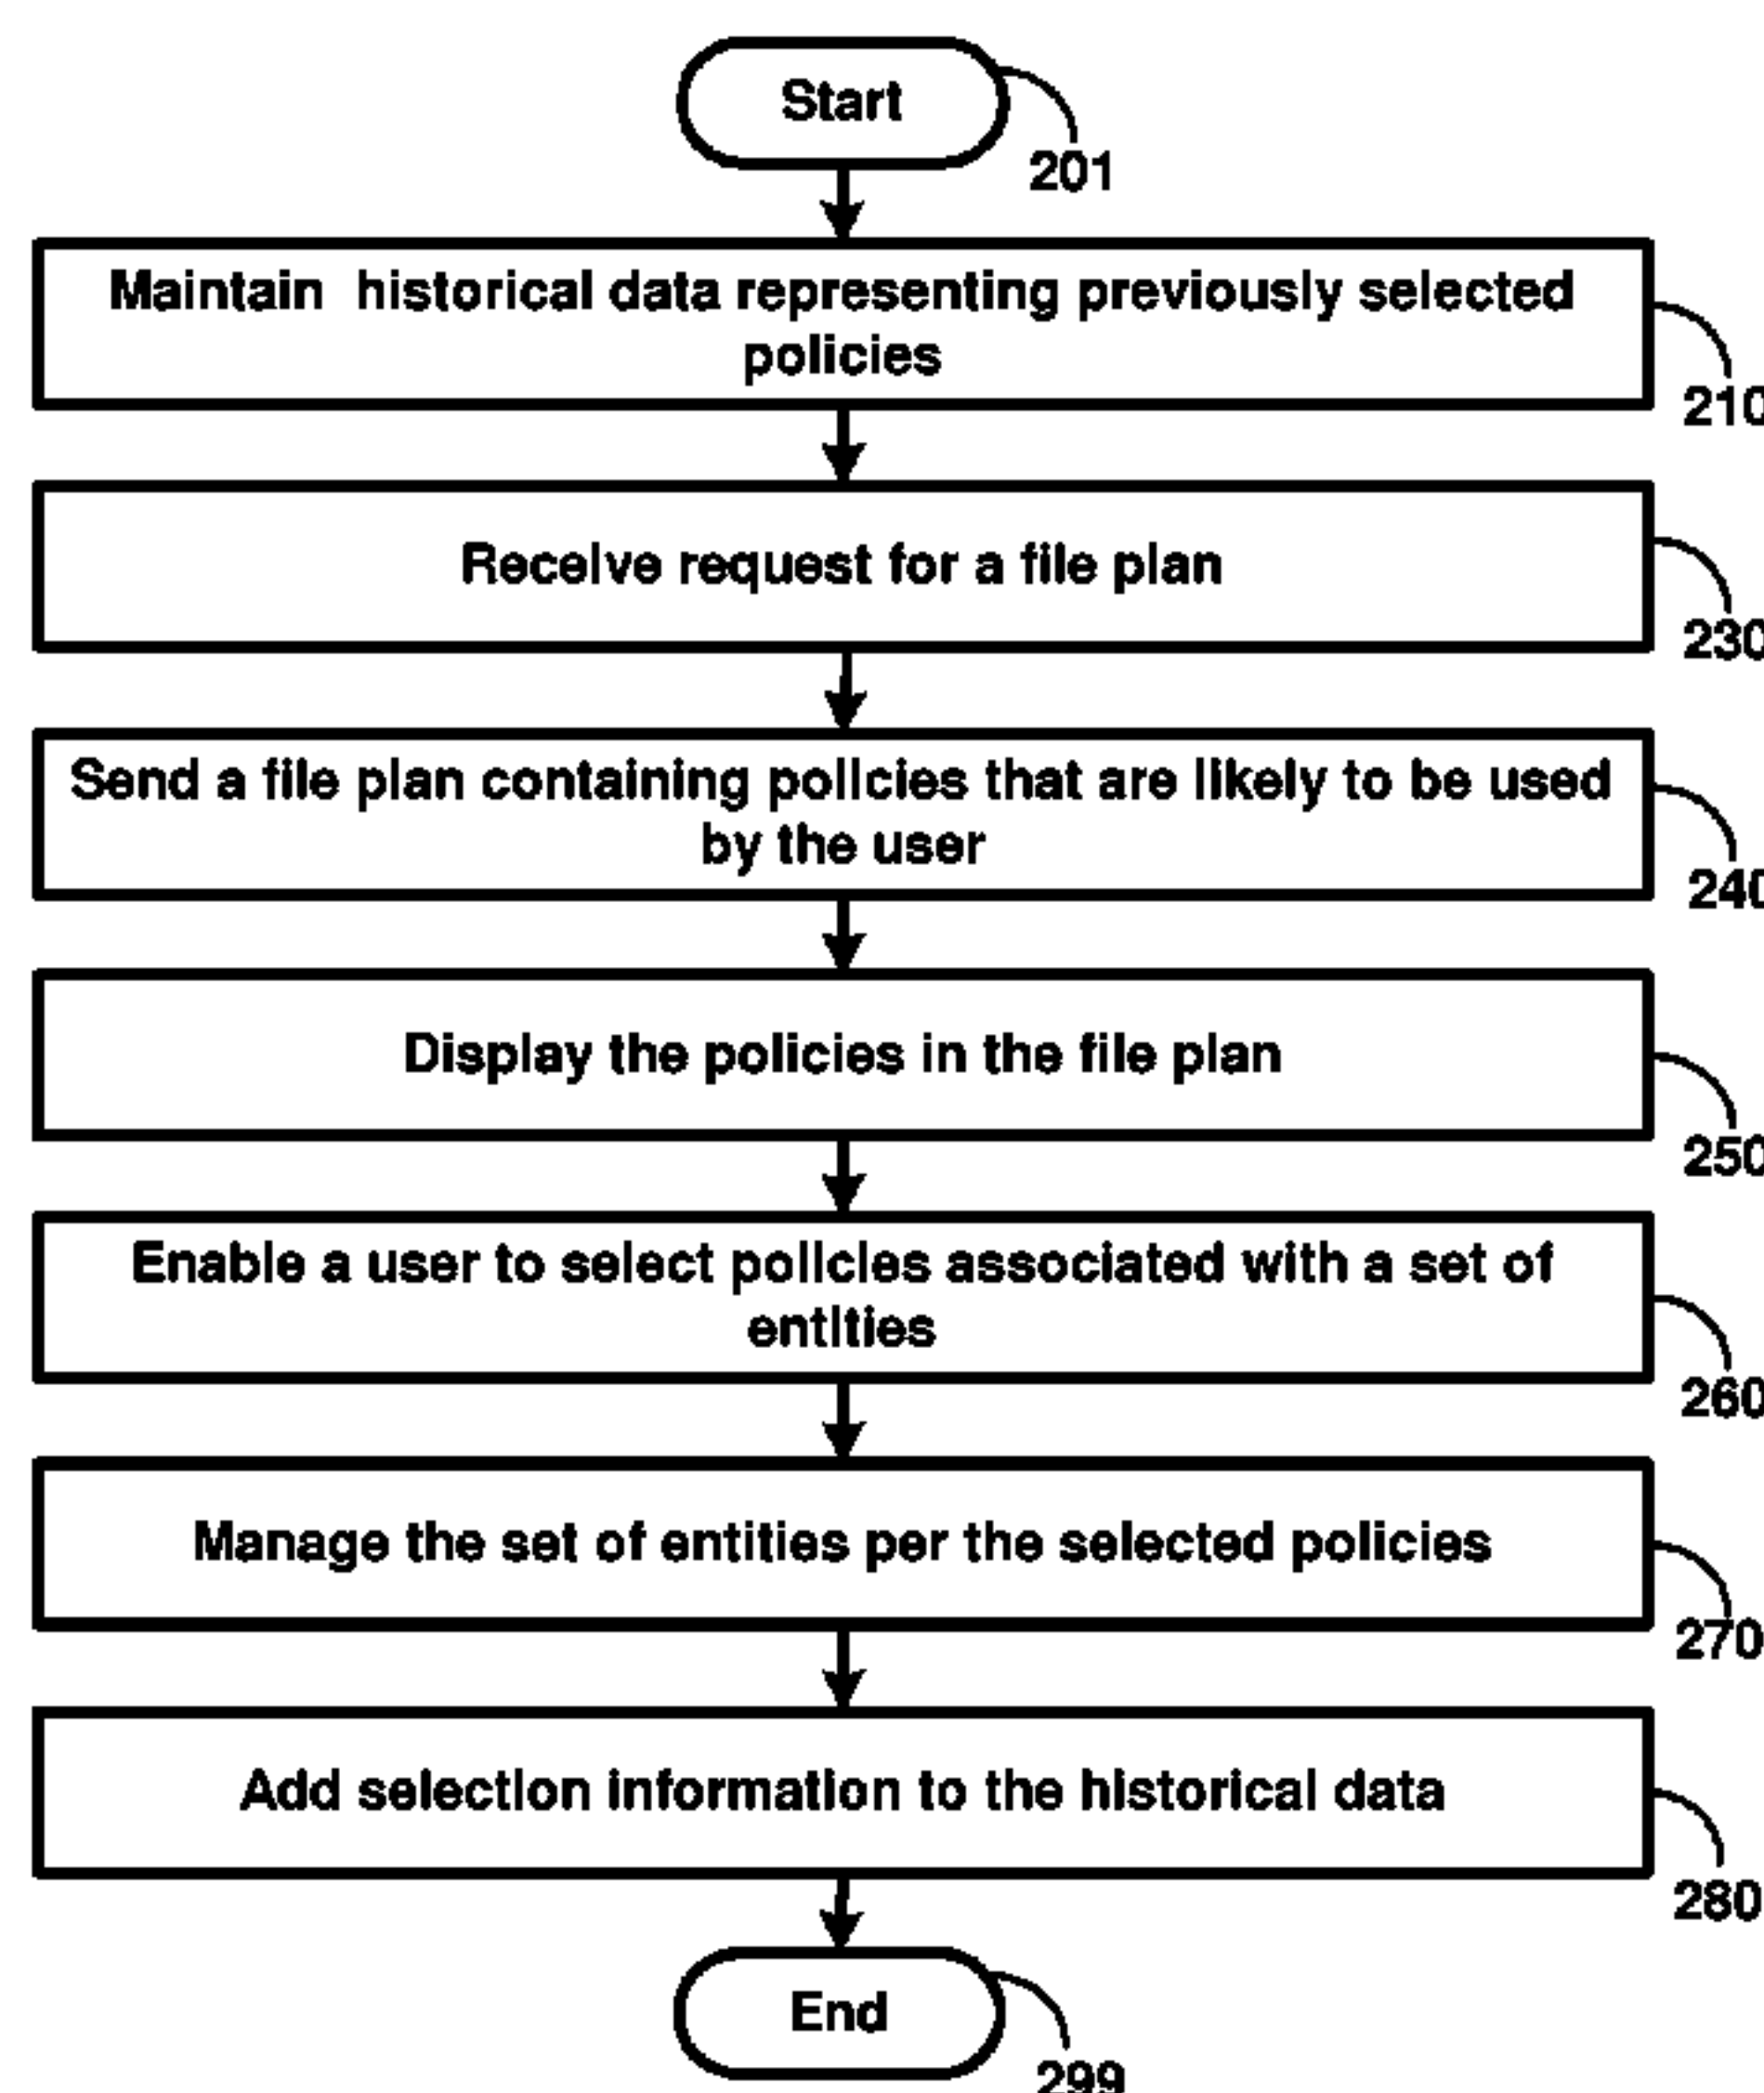 Start
201
Maintain historical data representing previously selected
policies
210
Receive request for a file plan
230
Send a file plan containing policies that are likely to be used
by the user
240
Display the policies in the file plan
250
Enable a user to select policies associated with a set of
entities
260
Manage the set of entities per the selected policies
270
Add selection information to the historical data
280
End
299